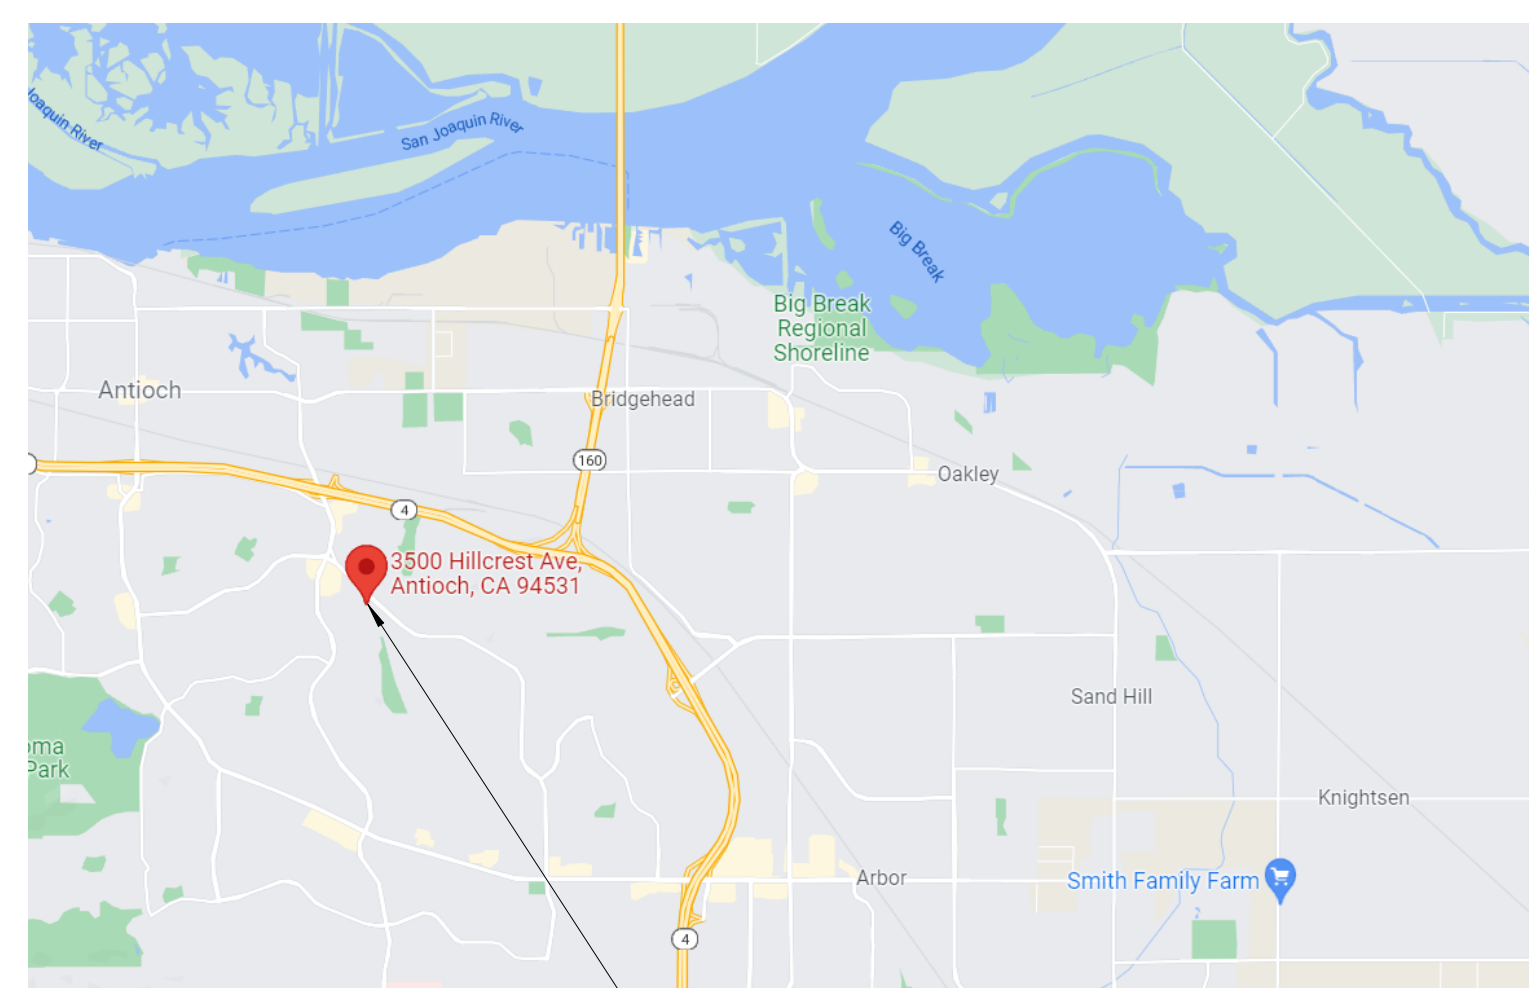 Joaquin River
San Joaquin River
Big Break
Big Break
Regional
Shoreline
Antioch
Bridgehead
160
Oakley
4
3500 Hillcrest Ave,
Antioch, CA 94531
Sand Hill
oma
Park
Knightsen
Arbor
Smith Family Farm
4